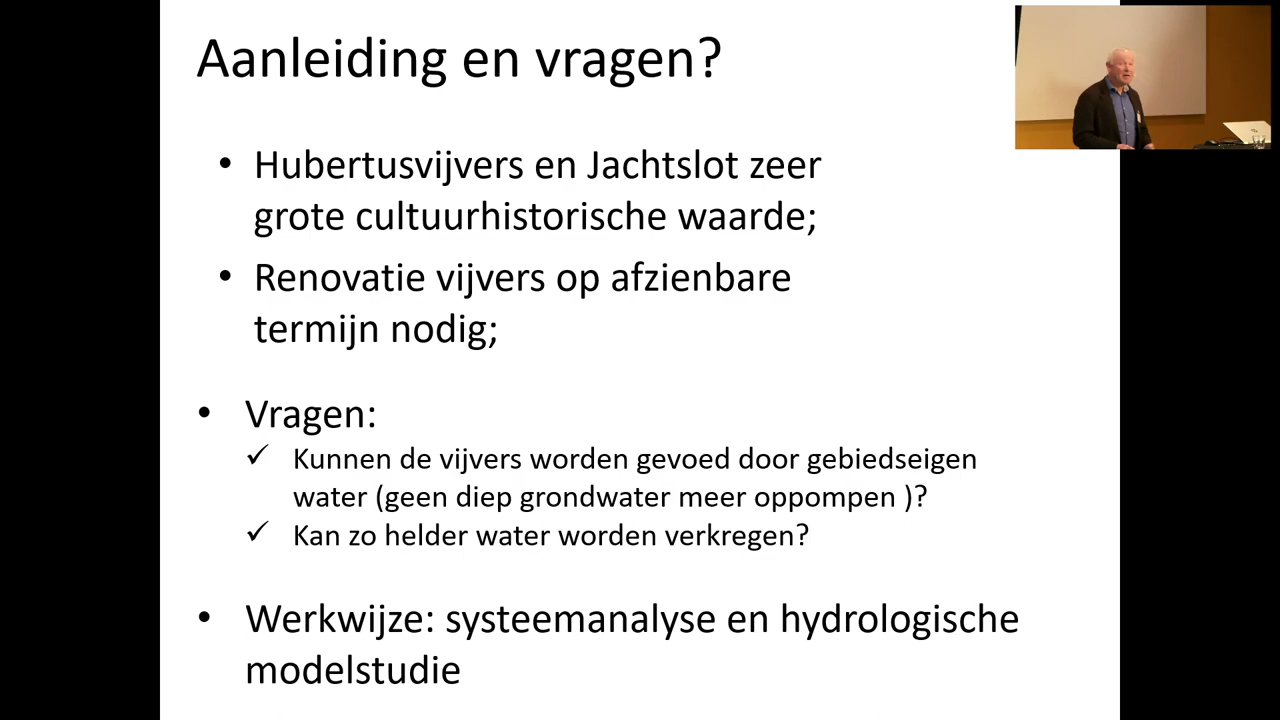 Aanleiding en vragen?
• Hubertusvijvers en Jachtslot zeer
grote cultuurhistorische waarde;
• Renovatie vijvers op afzienbare
termijn nodig;
• Vragen:
✓ Kunnen de vijvers worden gevoed door gebiedseigen
water (geen diep grondwater meer oppompen )?
✓ Kan zo helder water worden verkregen?
• Werkwijze: systeemanalyse en hydrologische
modelstudie